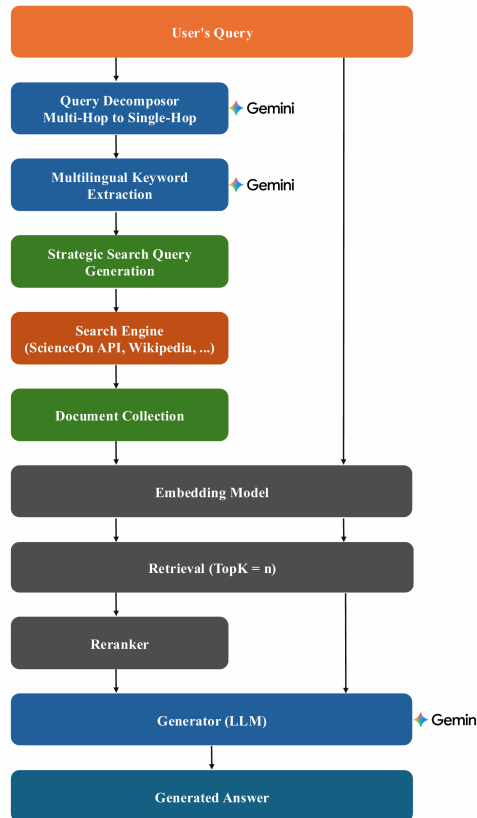 User's Query
Query Decomposor
Multi-Hop to Single-Hop
Gemini
Multilingual Keyword
Extraction
Gemini
Strategic Search Query
Generation
Search Engine
(ScienceOn API, Wikipedia, ...)
Document Collection
Embedding Model
Retrieval (TopK = n)
Reranker
Generator (LLM)
Gemin
Generated Answer